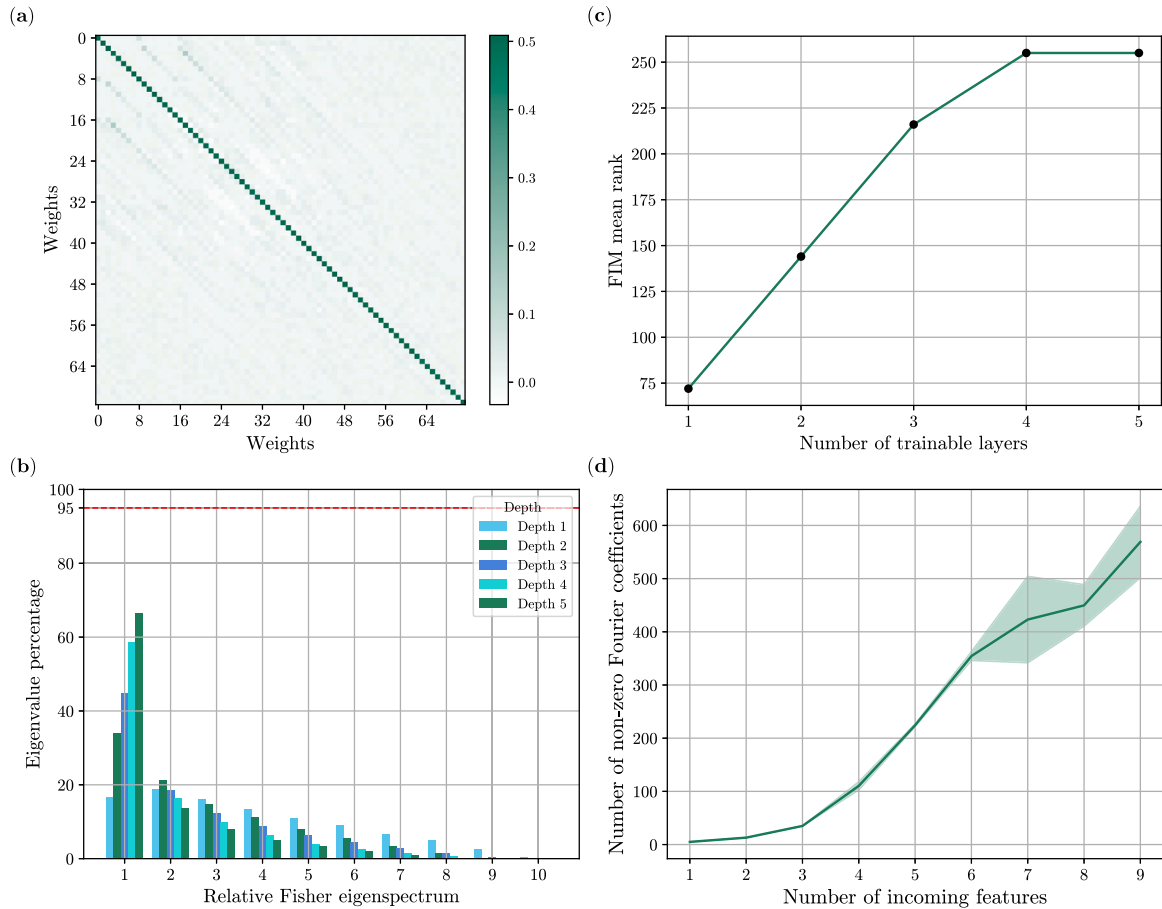 (a)
0
8
16
24
32
40
48
56
64
Weights
0 8 16 24 32 40 48 56 64
Weights
0.5
0.4
0.3
0.2
0.1
0.0
(c)
250
225
200
175
150
125
100
75
FIM mean rank
1 2 3 4 5
Number of trainable layers
(b)
100
95
80
60
40
20
0
Eigenvalue percentage
Depth
Depth 1
Depth 2
Depth 3
Depth 4
Depth 5
1 2 3 4 5 6 7 8 9 10
Relative Fisher eigenspectrum
(d)
600
500
400
300
200
100
0
Number of non-zero Fourier coefficients
1 2 3 4 5 6 7 8 9
Number of incoming features